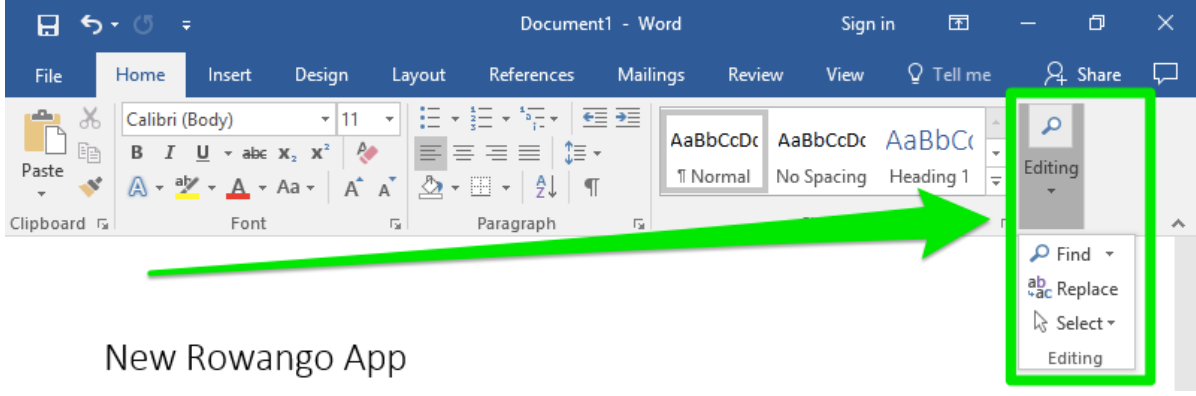 Document1 - Word Sign in
File Home Insert Design Layout References Mailings Review View Tell me Share
Calibri (Body) 11
AaBbCcDc AaBbCcDc AaBbCc
Paste
B I U abc X₂ X²
¶ Normal No Spacing Heading 1
Editing
A aby A Aa A A
Clipboard Font Paragraph
Find
Replace
Select
Editing
New Rowango App